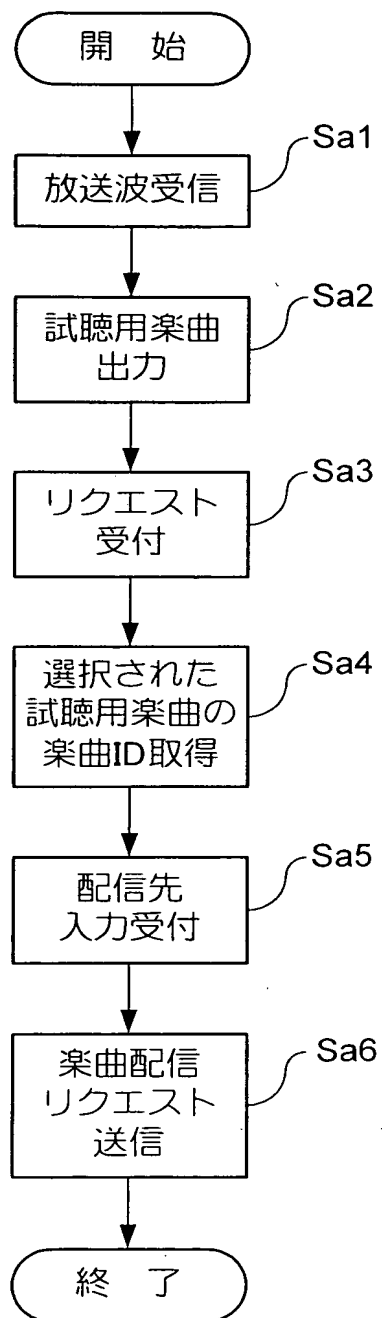 開 始
Sa1
放送波受信
Sa2
試聴用楽曲
出力
Sa3
リクエスト
受付
Sa4
選択された
試聴用楽曲の
楽曲ID取得
Sa5
配信先
入力受付
Sa6
楽曲配信
リクエスト
送信
終 了